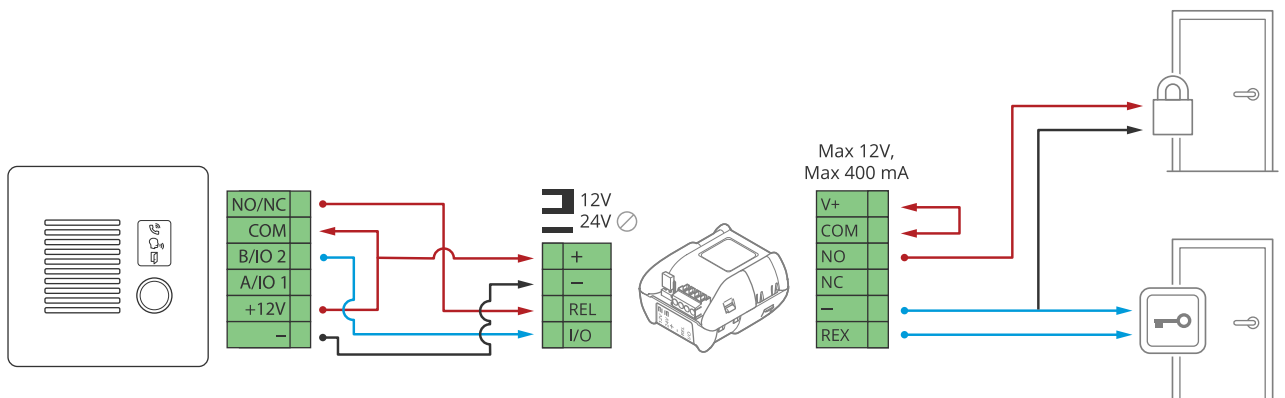 NO/NC
COM
B/IO 2
A/IO 1
+12V
–
12V
24V
+
–
REL
I/O
Max 12V,
Max 400 mA
V+
COM
NO
NC
–
REX